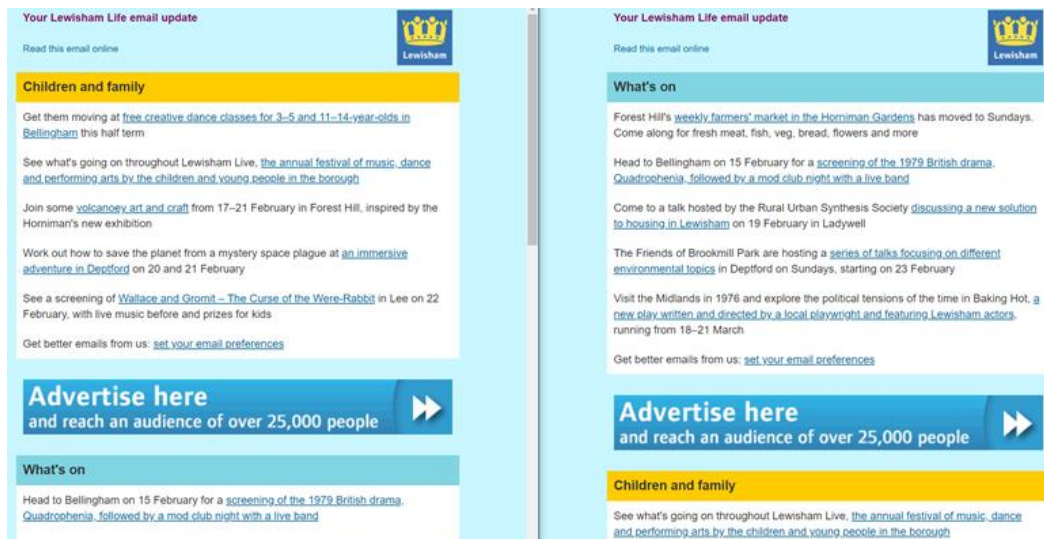 Your Lewisham Life email update
Read this email online
Lewisham
Children and family
Get them moving at free creative dance classes for 3–5 and 11–14-year-olds in
Bellingham this half term
See what's going on throughout Lewisham Live, the annual festival of music, dance
and performing arts by the children and young people in the borough
Join some volcanoey art and craft from 17–21 February in Forest Hill, inspired by the
Horniman's new exhibition
Work out how to save the planet from a mystery space plague at an immersive
adventure in Deptford on 20 and 21 February
See a screening of Wallace and Gromit – The Curse of the Were-Rabbit in Lee on 22
February, with live music before and prizes for kids
Get better emails from us: set your email preferences
Advertise here
and reach an audience of over 25,000 people
What's on
Head to Bellingham on 15 February for a screening of the 1979 British drama,
Quadrophenia, followed by a mod club night with a live band
Your Lewisham Life email update
Read this email online
Lewisham
What's on
Forest Hill's weekly farmers' market in the Horniman Gardens has moved to Sundays.
Come along for fresh meat, fish, veg, bread, flowers and more
Head to Bellingham on 15 February for a screening of the 1979 British drama,
Quadrophenia, followed by a mod club night with a live band
Come to a talk hosted by the Rural Urban Synthesis Society discussing a new solution
to housing in Lewisham on 19 February in Ladywell
The Friends of Brookmill Park are hosting a series of talks focusing on different
environmental topics in Deptford on Sundays, starting on 23 February
Visit the Midlands in 1976 and explore the political tensions of the time in Baking Hot, a
new play written and directed by a local playwright and featuring Lewisham actors,
running from 18–21 March
Get better emails from us: set your email preferences
Advertise here
and reach an audience of over 25,000 people
Children and family
See what's going on throughout Lewisham Live, the annual festival of music, dance
and performing arts by the children and young people in the borough